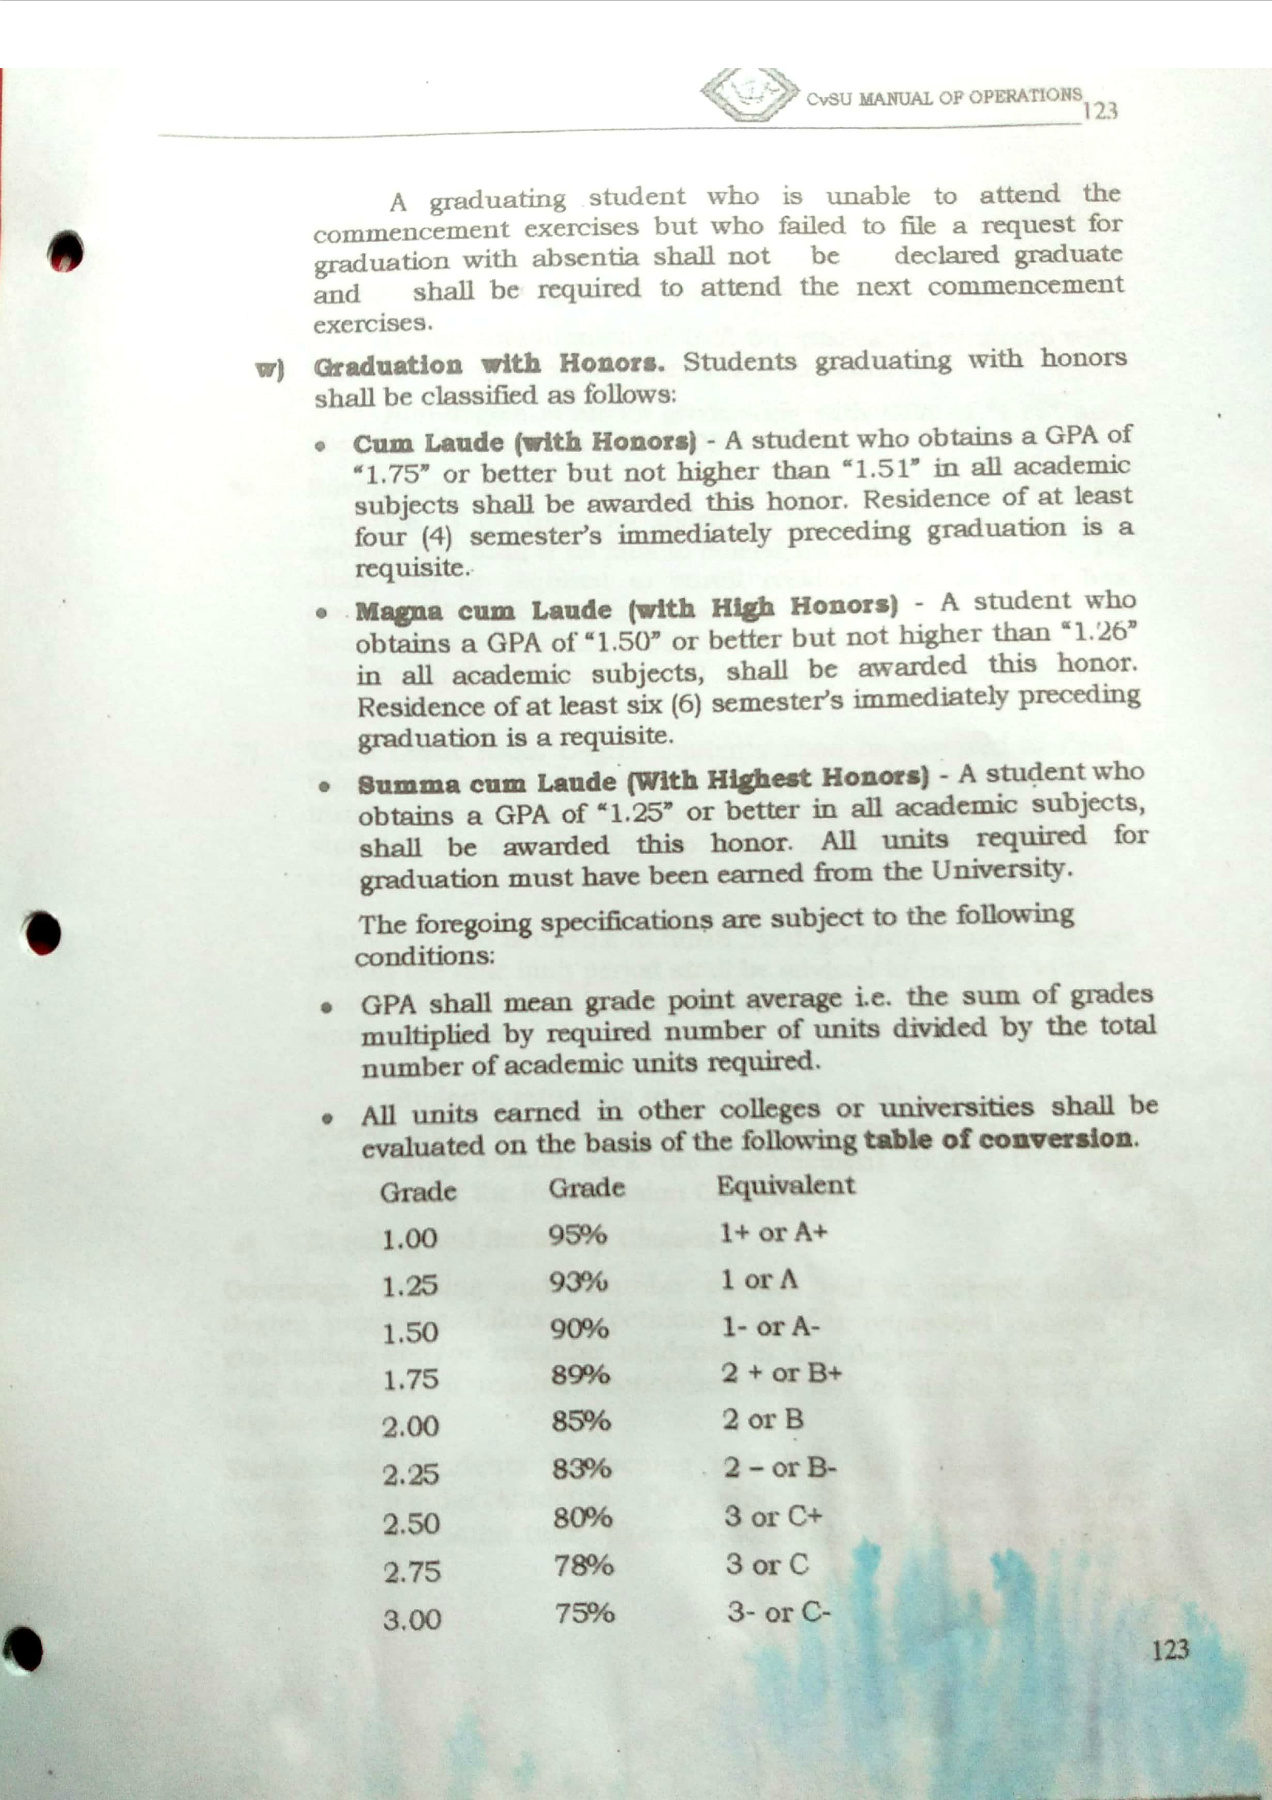 CvSU MANUAL OF OPERATIONS
123
A graduating student who is unable to attend the
commencement exercises but who failed to file a request for
graduation with absentia shall not be declared graduate
and shall be required to attend the next commencement
exercises.
w) Graduation with Honors. Students graduating with honors
shall be classified as follows:
• Cum Laude (with Honors) - A student who obtains a GPA of
“1.75” or better but not higher than “1.51” in all academic
subjects shall be awarded this honor. Residence of at least
four (4) semester’s immediately preceding graduation is a
requisite.
• Magna cum Laude (with High Honors) - A student who
obtains a GPA of “1.50” or better but not higher than “1.26”
in all academic subjects, shall be awarded this honor.
Residence of at least six (6) semester’s immediately preceding
graduation is a requisite.
• Summa cum Laude (With Highest Honors) - A student who
obtains a GPA of “1.25” or better in all academic subjects,
shall be awarded this honor. All units required for
graduation must have been earned from the University.
The foregoing specifications are subject to the following
conditions:
• GPA shall mean grade point average i.e. the sum of grades
multiplied by required number of units divided by the total
number of academic units required.
• All units earned in other colleges or universities shall be
evaluated on the basis of the following table of conversion.
Grade Grade Equivalent
1.00 95% 1+ or A+
1.25 93% 1 or A
1.50 90% 1- or A-
1.75 89% 2 + or B+
2.00 85% 2 or B
2.25 83% 2 – or B-
2.50 80% 3 or C+
2.75 78% 3 or C
3.00 75% 3- or C-
123